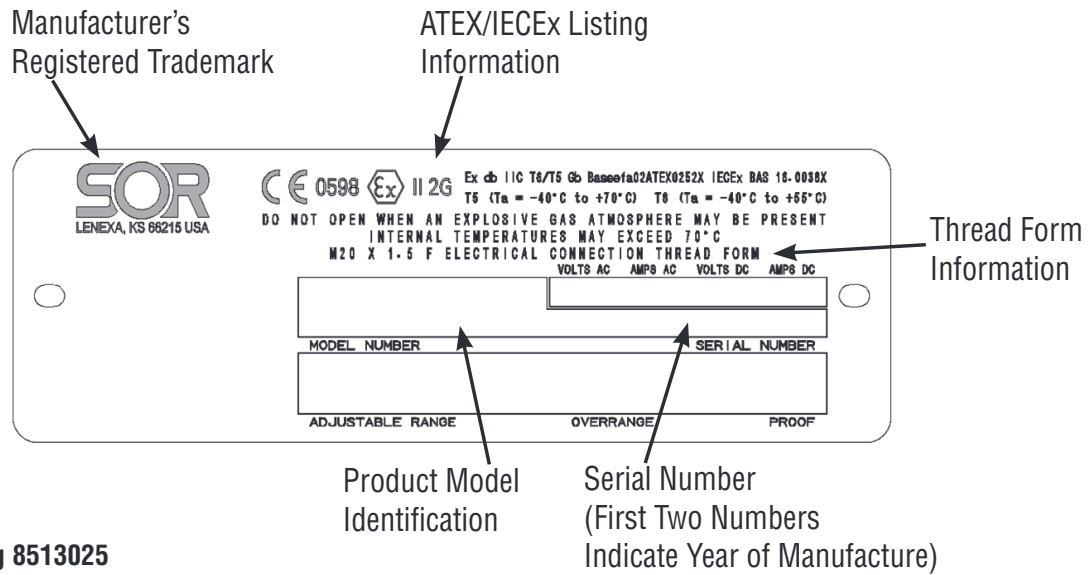 Manufacturer's
Registered Trademark
ATEX/IECEx Listing
Information
SOR
LENEXA, KS 66215 USA
CE 0598 Ex II 2G
Ex db IIC T6/T5 Gb Baseefa02ATEX0252X IECEx BAS 18.0038X
T5 (Ta = -40°C to +70°C) T6 (Ta = -40°C to +55°C)
DO NOT OPEN WHEN AN EXPLOSIVE GAS ATMOSPHERE MAY BE PRESENT
INTERNAL TEMPERATURES MAY EXCEED 70°C
M20 X 1.5 F ELECTRICAL CONNECTION THREAD FORM
VOLTS AC AMPS AC VOLTS DC AMPS DC
Thread Form
Information
MODEL NUMBER SERIAL NUMBER
ADJUSTABLE RANGE OVERRANGE PROOF
Product Model
Identification
Serial Number
(First Two Numbers
Indicate Year of Manufacture)
8513025